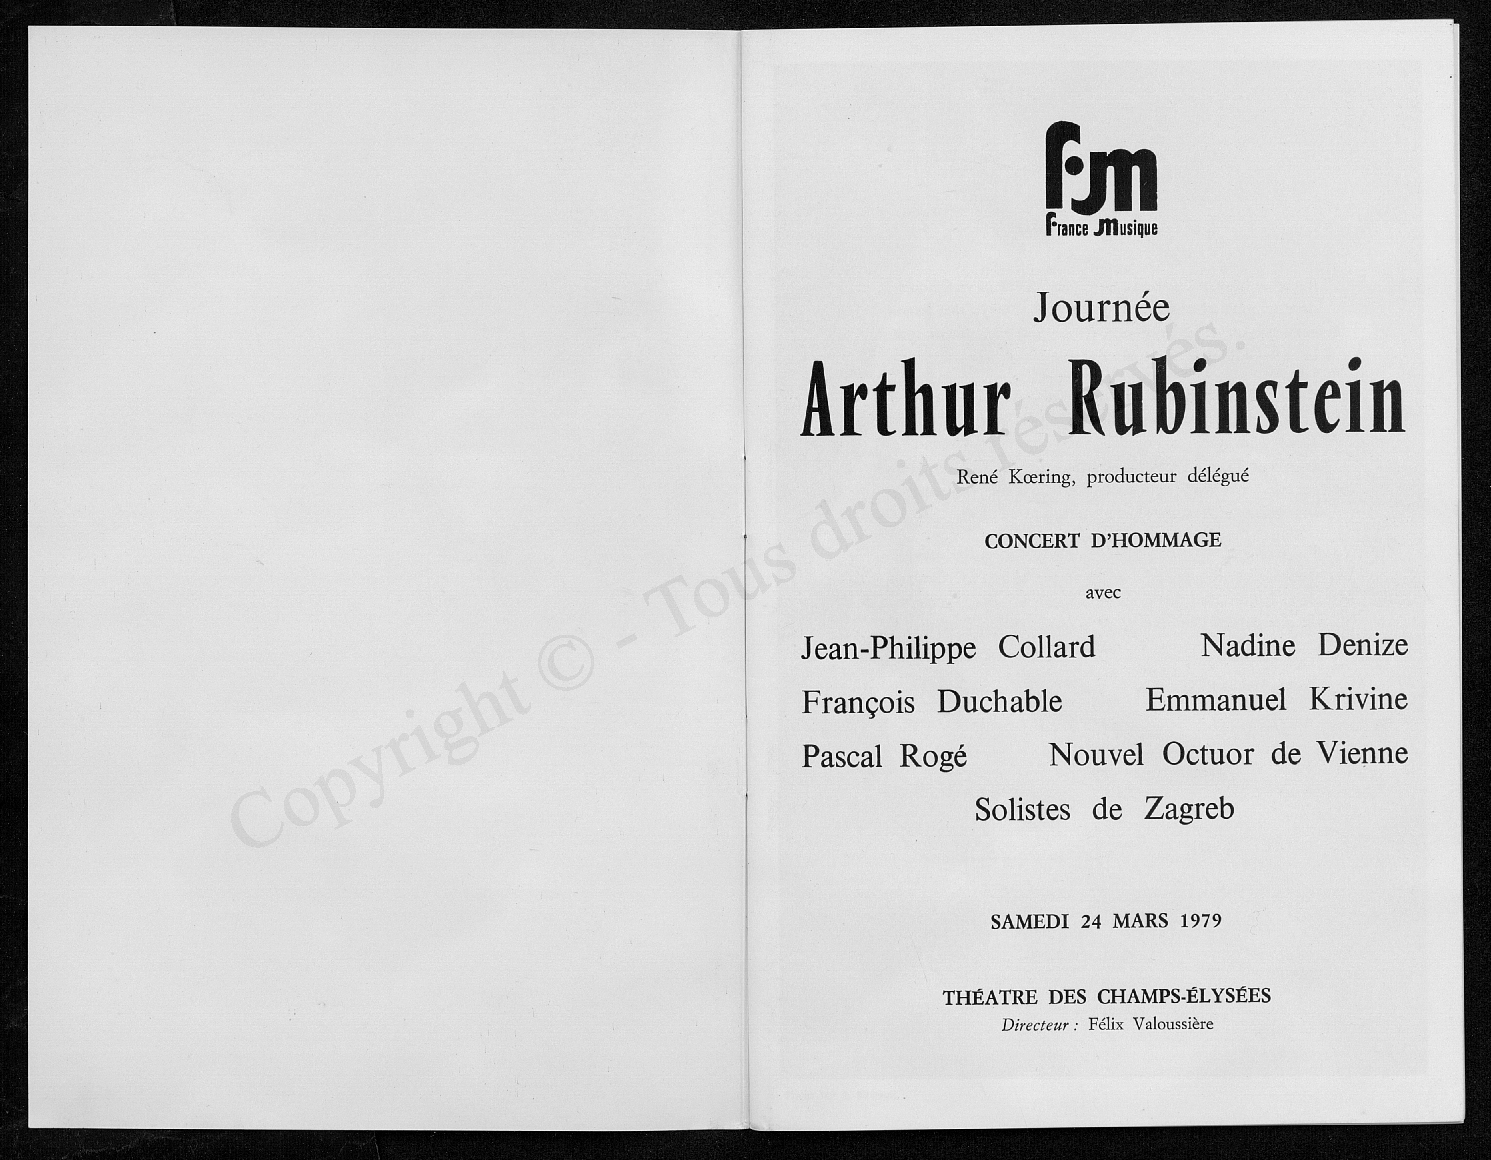 fm
France Musique
Journée
Arthur Rubinstein
René Kœring, producteur délégué
CONCERT D'HOMMAGE
avec
Jean-Philippe Collard Nadine Denize
François Duchable Emmanuel Krivine
Pascal Rogé Nouvel Octuor de Vienne
Solistes de Zagreb
SAMEDI 24 MARS 1979
THÉATRE DES CHAMPS-ÉLYSÉES
Directeur : Félix Valoussière
Copyright © - Tous droits réservés.